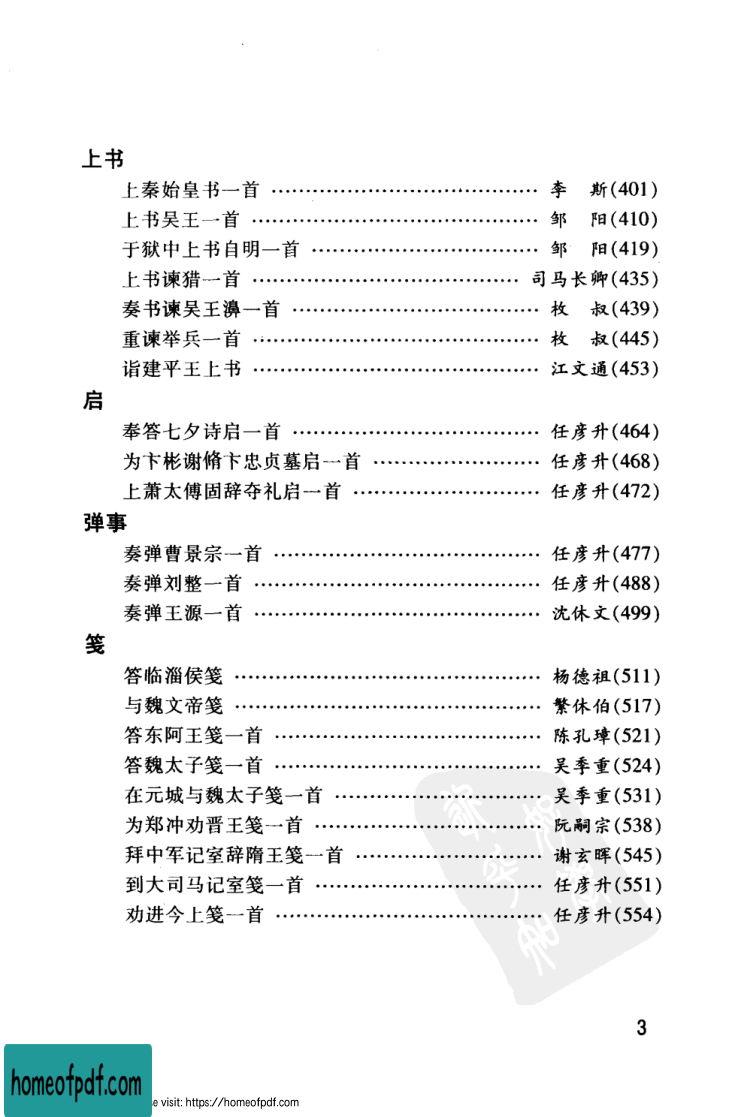 上书
上秦始皇书一首 …………………………………… 李 斯(401)
上书吴王一首 …………………………………… 邹 阳(410)
于狱中上书自明一首 …………………………… 邹 阳(419)
上书谏猎一首 ………………………………… 司马长卿(435)
奏书谏吴王濞一首 ……………………………… 枚 叔(439)
重谏举兵一首 …………………………………… 枚 叔(445)
诣建平王上书 …………………………………… 江文通(453)
启
奉答七夕诗启一首 ……………………………… 任彦升(464)
为卞彬谢脩卞忠贞墓启一首 …………………… 任彦升(468)
上萧太傅固辞夺礼启一首 ……………………… 任彦升(472)
弹事
奏弹曹景宗一首 ………………………………… 任彦升(477)
奏弹刘整一首 …………………………………… 任彦升(488)
奏弹王源一首 …………………………………… 沈休文(499)
笺
答临淄侯笺 ……………………………………… 杨德祖(511)
与魏文帝笺 ……………………………………… 繁休伯(517)
答东阿王笺一首 ………………………………… 陈孔璋(521)
答魏太子笺一首 ………………………………… 吴季重(524)
在元城与魏太子笺一首 ………………………… 吴季重(531)
为郑冲劝晋王笺一首 …………………………… 阮嗣宗(538)
拜中军记室辞隋王笺一首 ……………………… 谢玄晖(545)
到大司马记室笺一首 …………………………… 任彦升(551)
劝进今上笺一首 ………………………………… 任彦升(554)
3
homeofpdf.com
e visit: https://homeofpdf.com